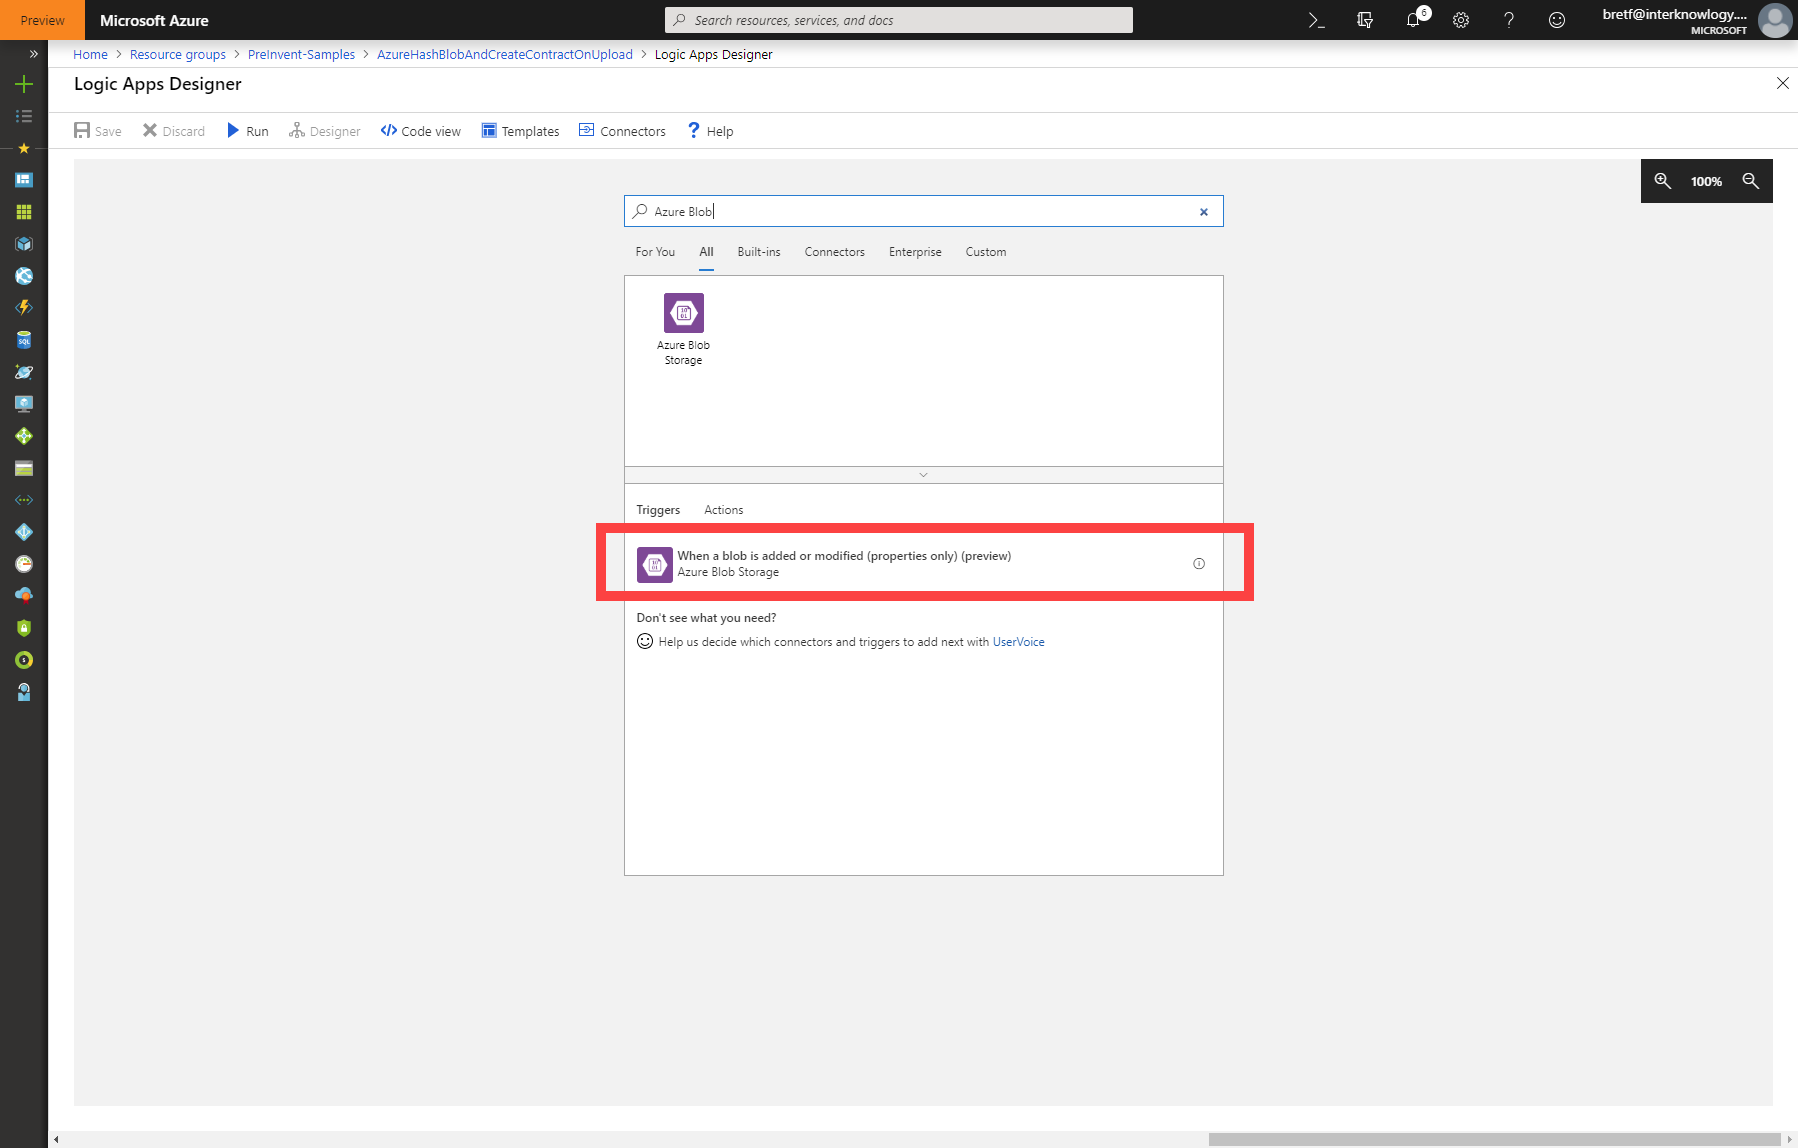 Preview
Microsoft Azure
Search resources, services, and docs
6
bretf@interknowlogy....
MICROSOFT
Home > Resource groups > PreInvent-Samples > AzureHashBlobAndCreateContractOnUpload > Logic Apps Designer
Logic Apps Designer
Save Discard Run Designer Code view Templates Connectors Help
100%
Azure Blob
For You All Built-ins Connectors Enterprise Custom
Azure Blob
Storage
Triggers Actions
When a blob is added or modified (properties only) (preview)
Azure Blob Storage
Don't see what you need?
Help us decide which connectors and triggers to add next with UserVoice